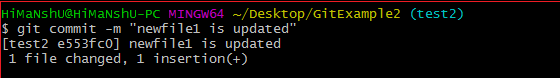 HiMaNshU@HiMaNshU-PC MINGW64 ~/Desktop/GitExample2 (test2)
$ git commit -m "newfile1 is updated"
[test2 e553fc0] newfile1 is updated
 1 file changed, 1 insertion(+)